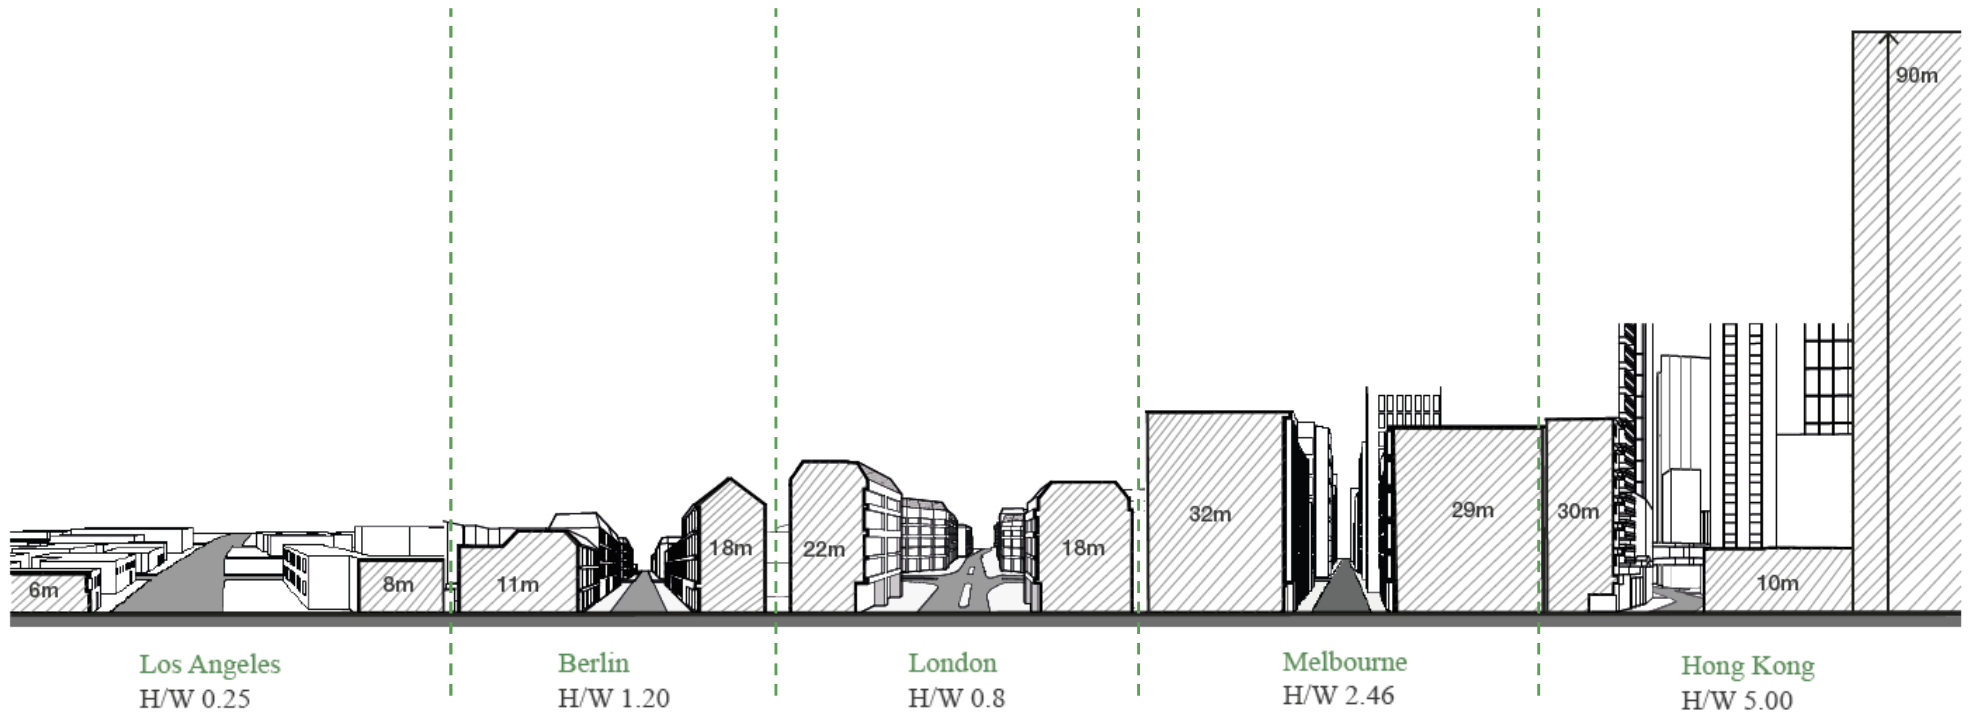 90m
6m
8m
11m
18m
22m
18m
32m
29m
30m
10m
Los Angeles
H/W 0.25
Berlin
H/W 1.20
London
H/W 0.8
Melbourne
H/W 2.46
Hong Kong
H/W 5.00